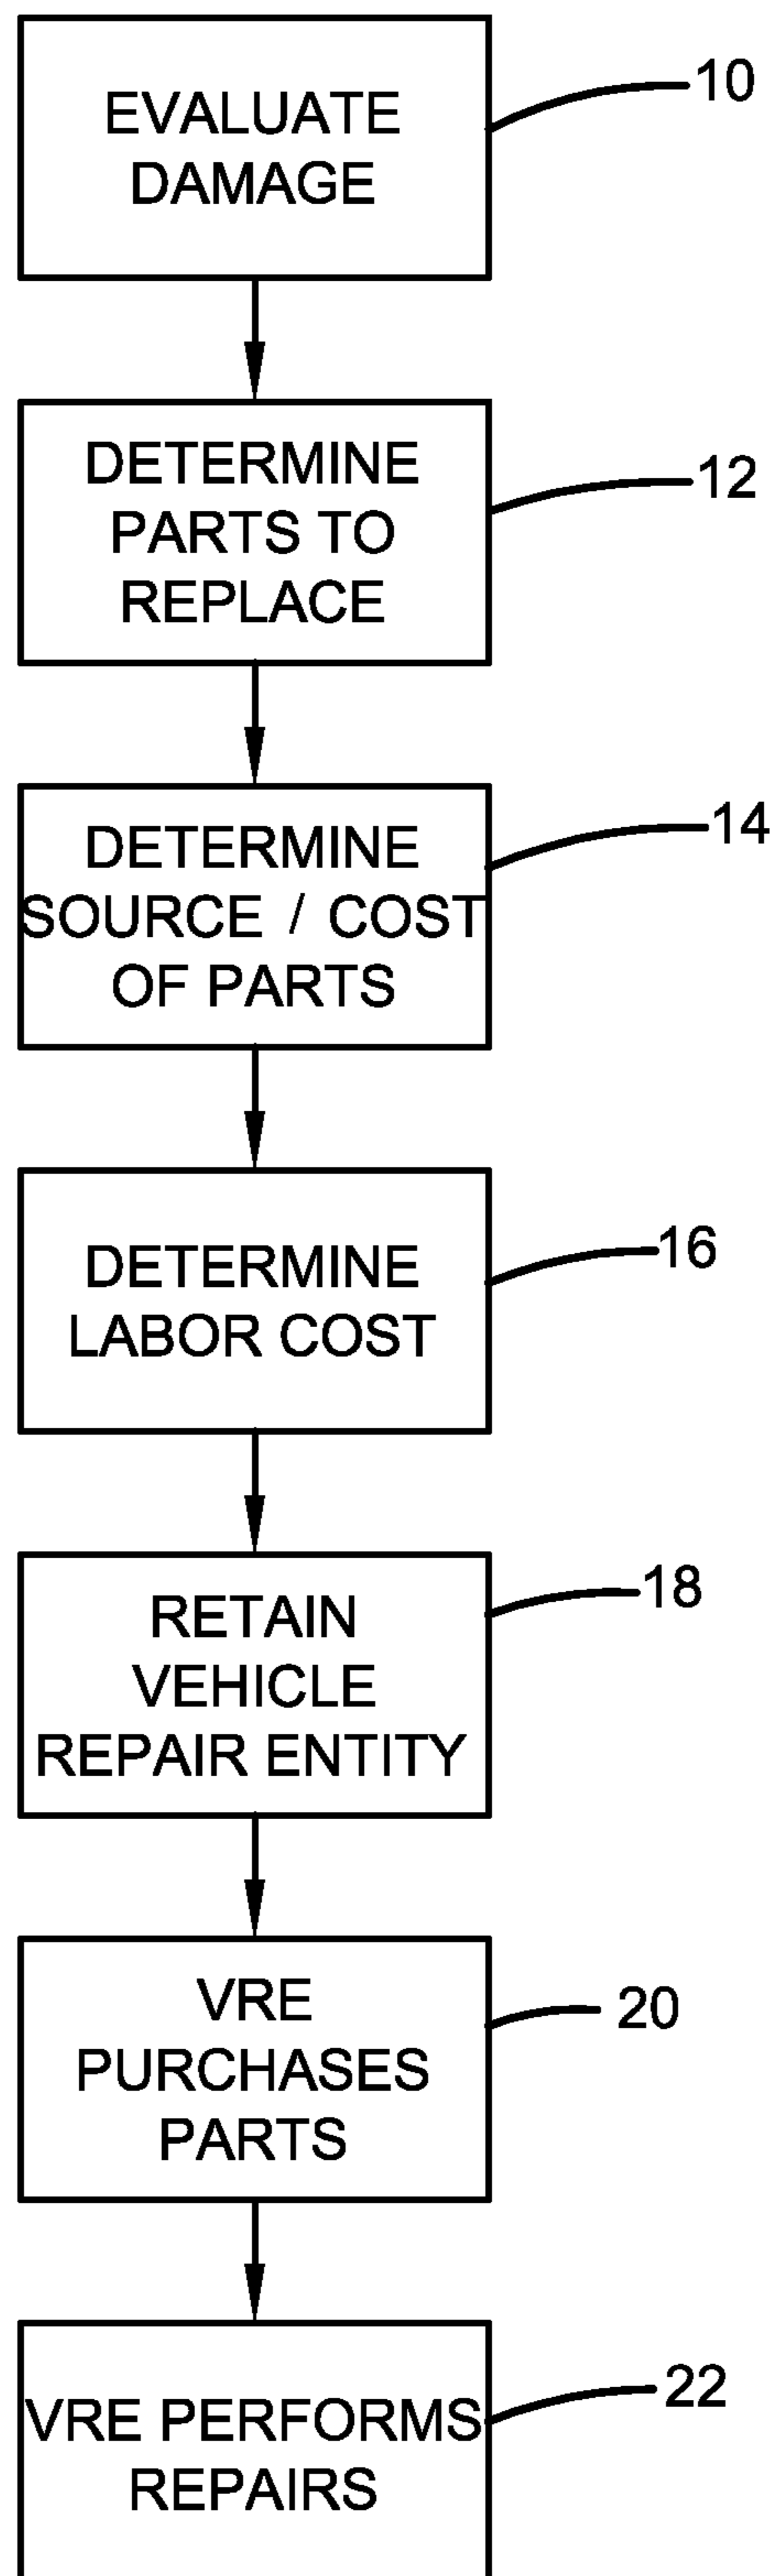 EVALUATE
DAMAGE
10
DETERMINE
PARTS TO
REPLACE
12
DETERMINE
SOURCE / COST
OF PARTS
14
DETERMINE
LABOR COST
16
RETAIN
VEHICLE
REPAIR ENTITY
18
VRE
PURCHASES
PARTS
20
VRE PERFORMS
REPAIRS
22